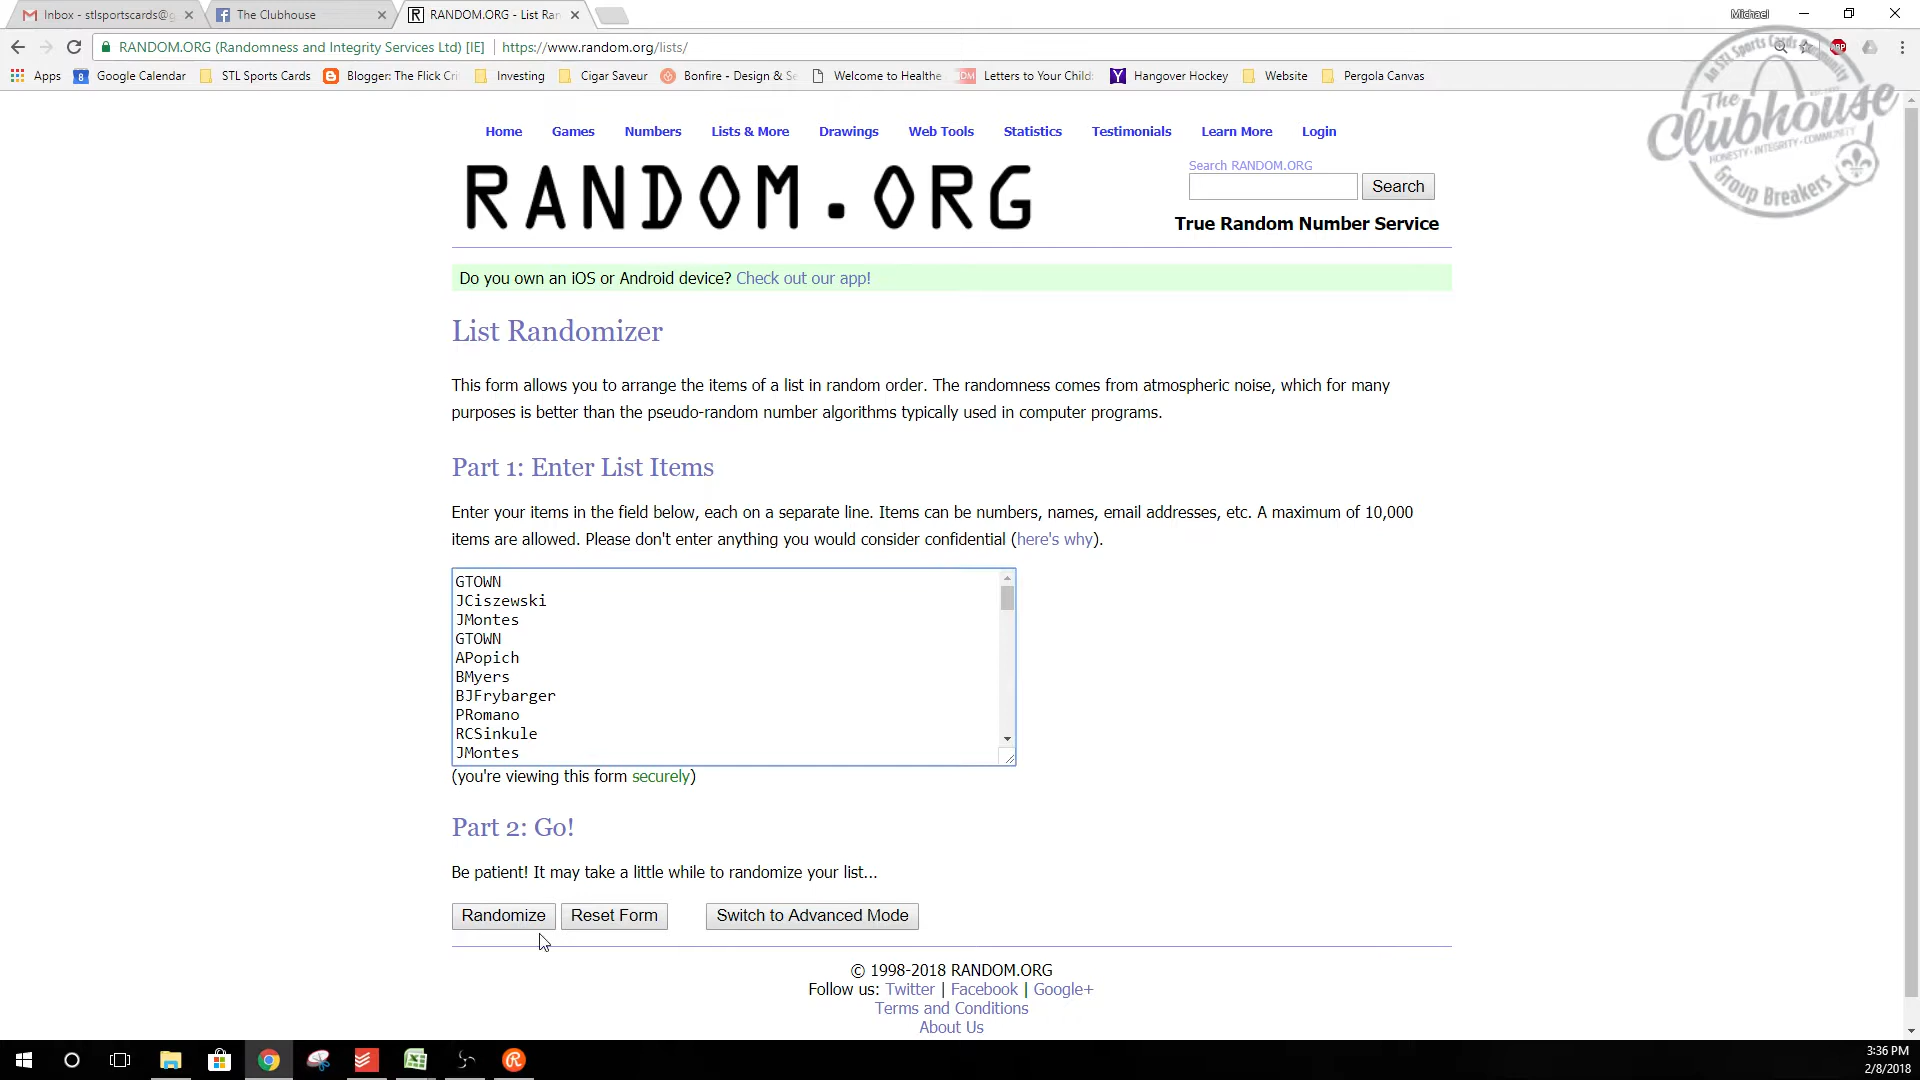 Inbox - stlsportscards@g
The Clubhouse
RANDOM.ORG - List Ran
Michael
RANDOM.ORG (Randomness and Integrity Services Ltd) [IE]
https://www.random.org/lists/
Apps
Google Calendar
STL Sports Cards
Blogger: The Flick Cri
Investing
Cigar Saveur
Bonfire - Design & Se
Welcome to Healthe
Letters to Your Child:
Hangover Hockey
Website
Pergola Canvas
An STL Sports Cards Community
The
Clubhouse
HONESTY · INTEGRITY · COMMUNITY
Group Breakers
Home Games Numbers Lists & More Drawings Web Tools Statistics Testimonials Learn More Login
RANDOM.ORG
Search RANDOM.ORG
Search
True Random Number Service
Do you own an iOS or Android device? Check out our app!
List Randomizer
This form allows you to arrange the items of a list in random order. The randomness comes from atmospheric noise, which for many
purposes is better than the pseudo-random number algorithms typically used in computer programs.
Part 1: Enter List Items
Enter your items in the field below, each on a separate line. Items can be numbers, names, email addresses, etc. A maximum of 10,000
items are allowed. Please don't enter anything you would consider confidential (here's why).
GTOWN
JCiszewski
JMontes
GTOWN
APopich
BMyers
BJFrybarger
PRomano
RCSinkule
JMontes
(you're viewing this form securely)
Part 2: Go!
Be patient! It may take a little while to randomize your list...
Randomize Reset Form Switch to Advanced Mode
© 1998-2018 RANDOM.ORG
Follow us: Twitter | Facebook | Google+
Terms and Conditions
About Us
3:36 PM
2/8/2018